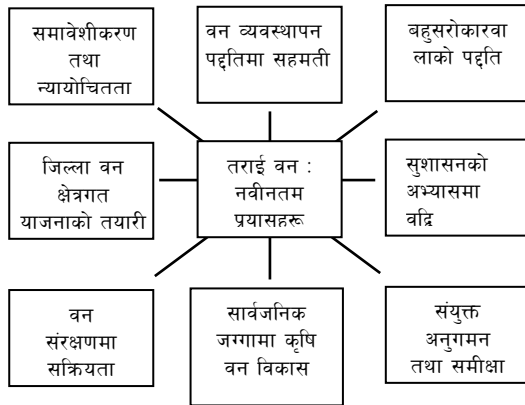 समावेशीकरण
तथा
न्यायोचितता
वन व्यवस्थापन
पद्दतिमा सहमती
बहुसरोकारवा
लाको पद्दति
जिल्ला वन
क्षेत्रगत
याजनाको तयारी
तराई वन :
नवीनतम
प्रयासहरू
सुशासनको
अभ्यासमा
वद्वि
वन
संरक्षणमा
सक्रियता
सार्वजनिक
जग्गामा कृषि
वन विकास
संयुक्त
अनुगमन
तथा समीक्षा